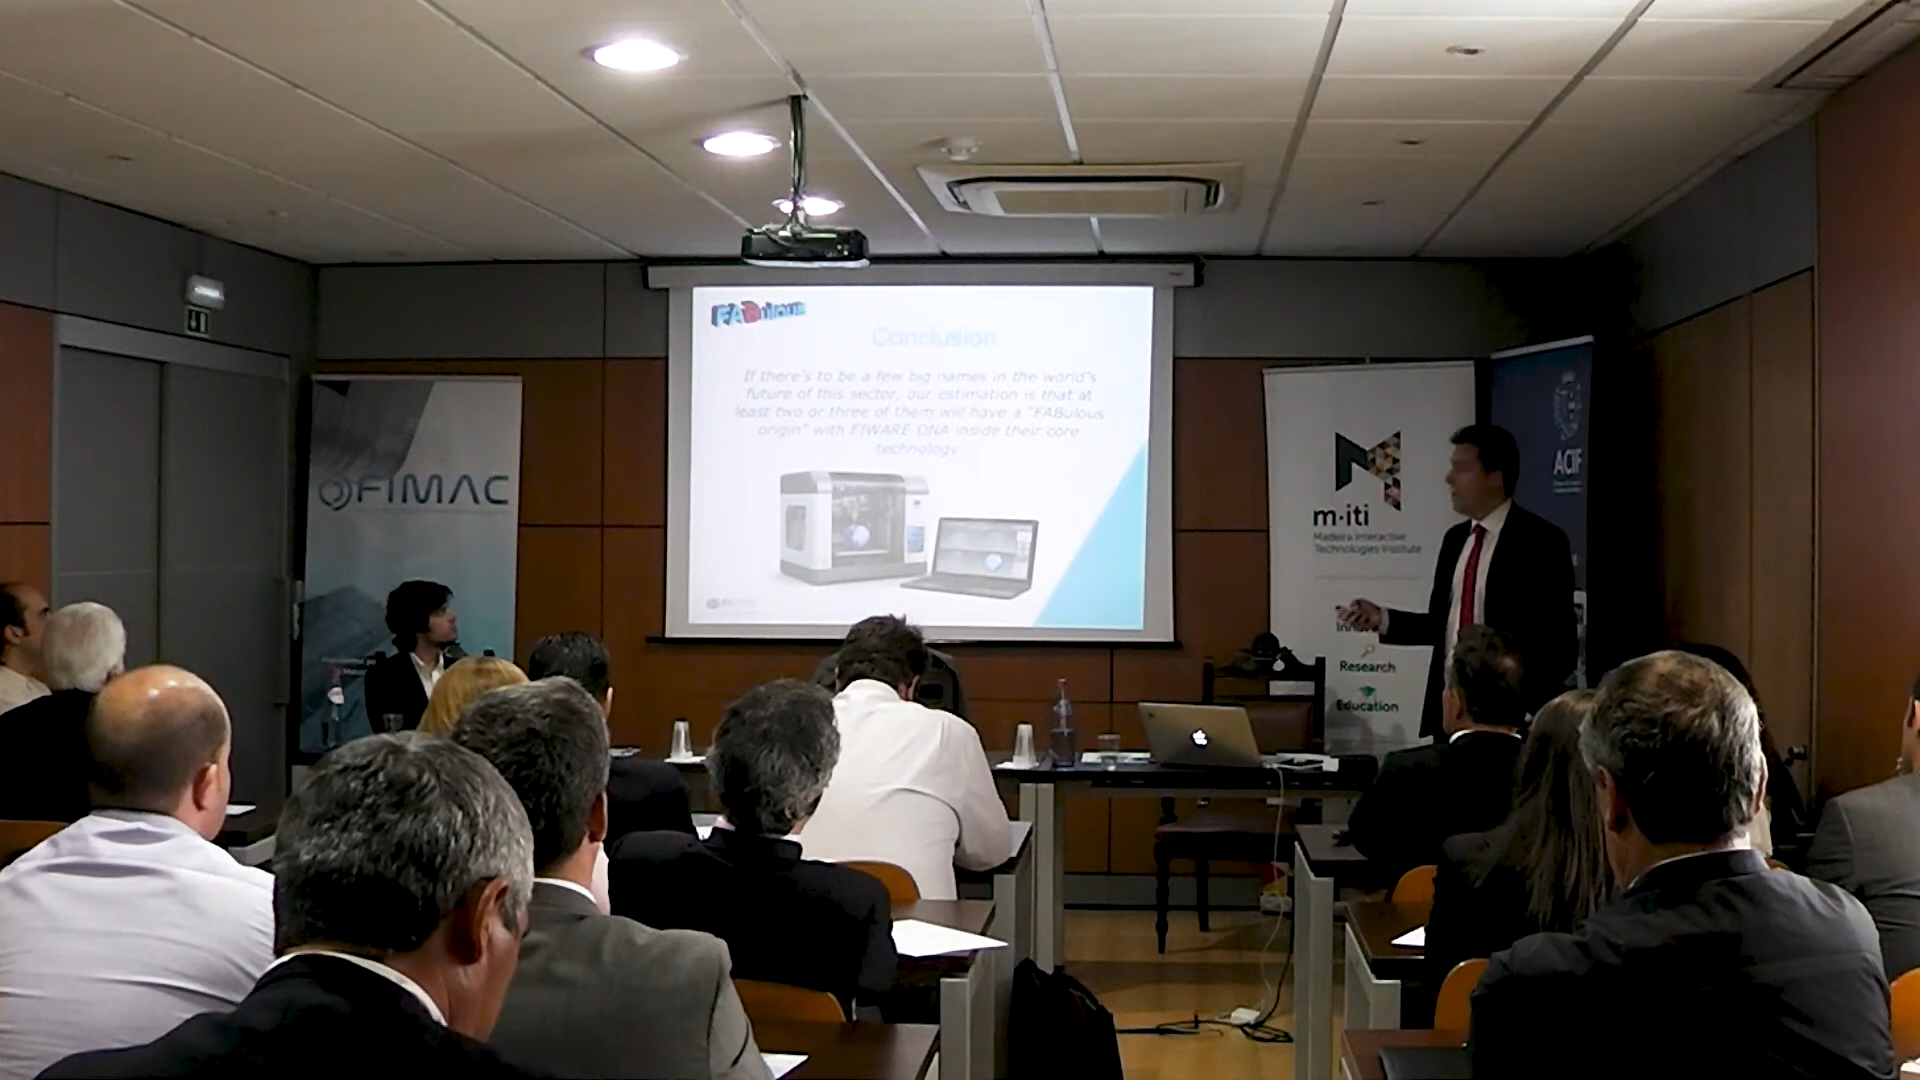 FABulous
Conclusion
If there's to be a few big names in the world's
future of this sector, our estimation is that at
least two or three of them will have a "FABulous
origin" with FIWARE DNA inside their core
technology
FIMAC
m·iti
Madeira Interactive
Technologies Institute
Research
Education
ACIF